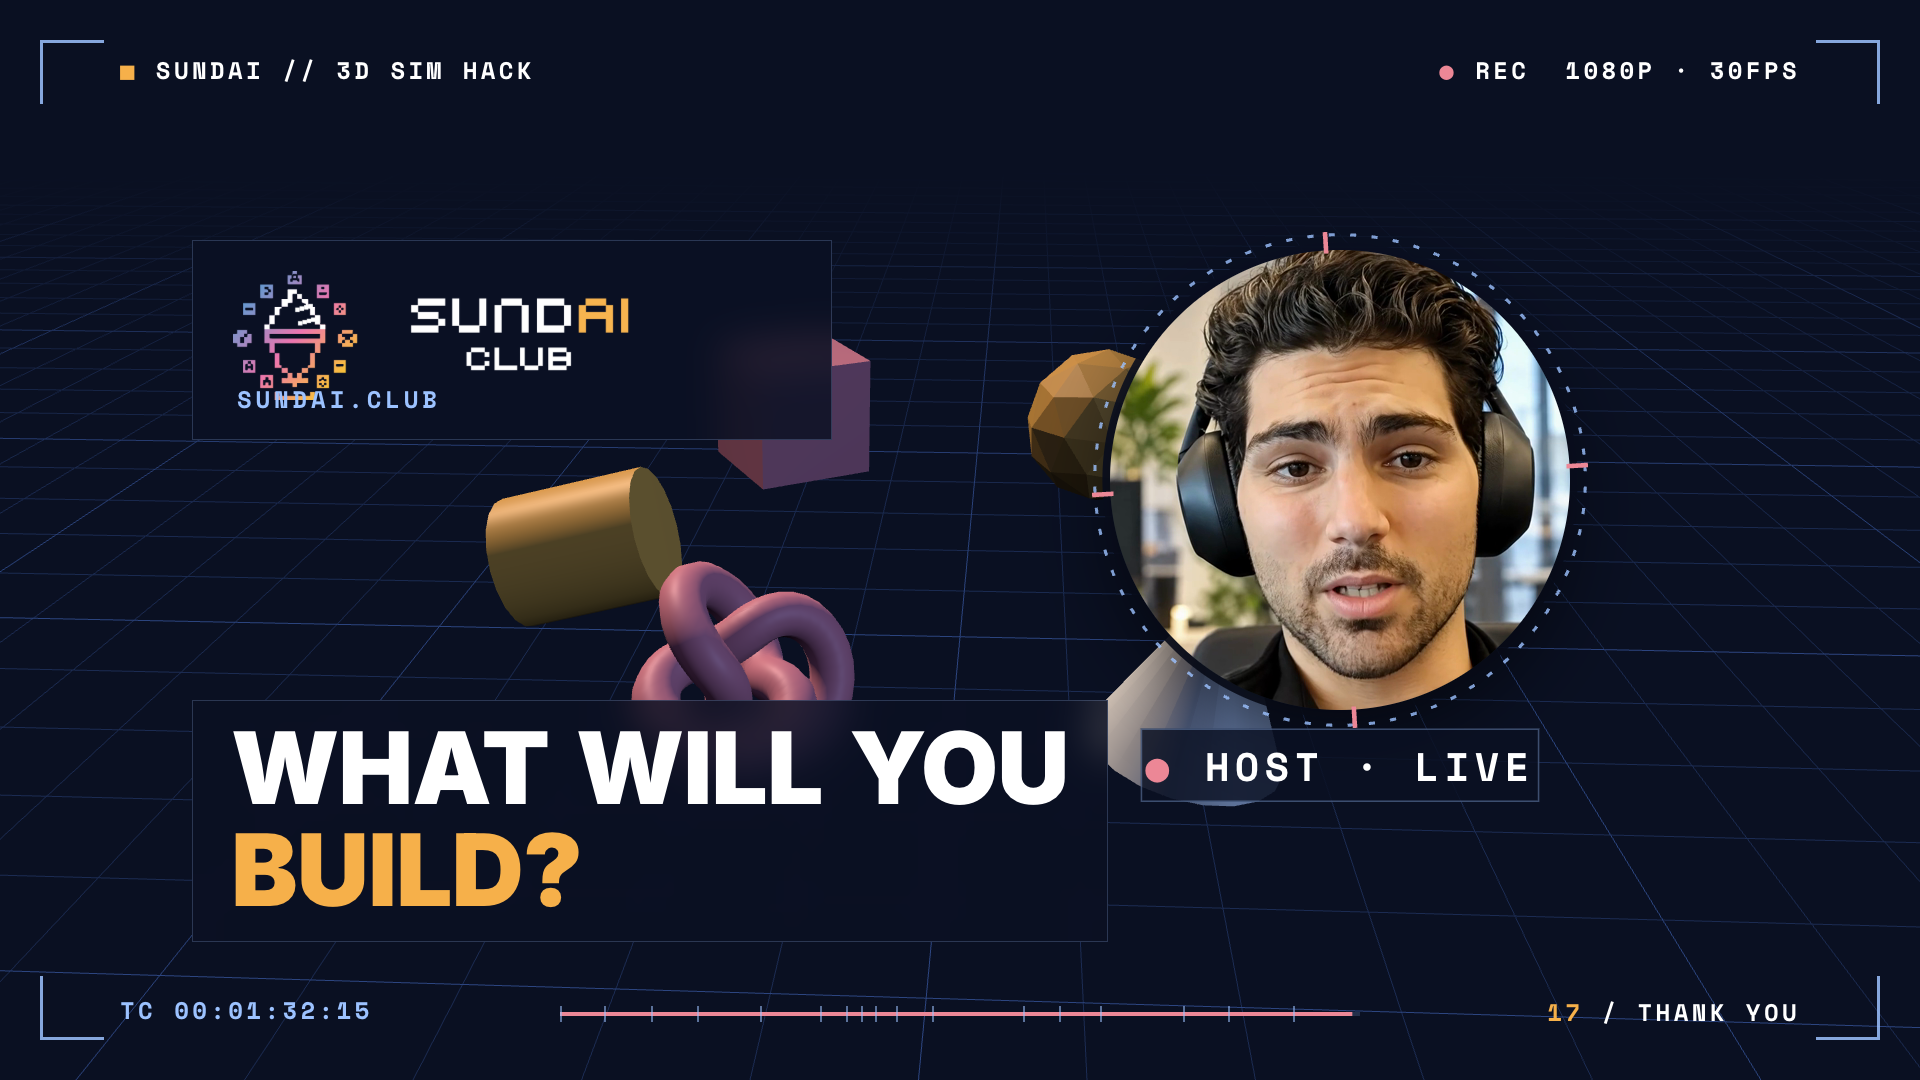 SUNDAI // 3D SIM HACK
REC 1080P · 30FPS
SUNDAI
CLUB
SUNDAI.CLUB
WHAT WILL YOU
BUILD?
HOST · LIVE
TC 00:01:32:15
17 / THANK YOU